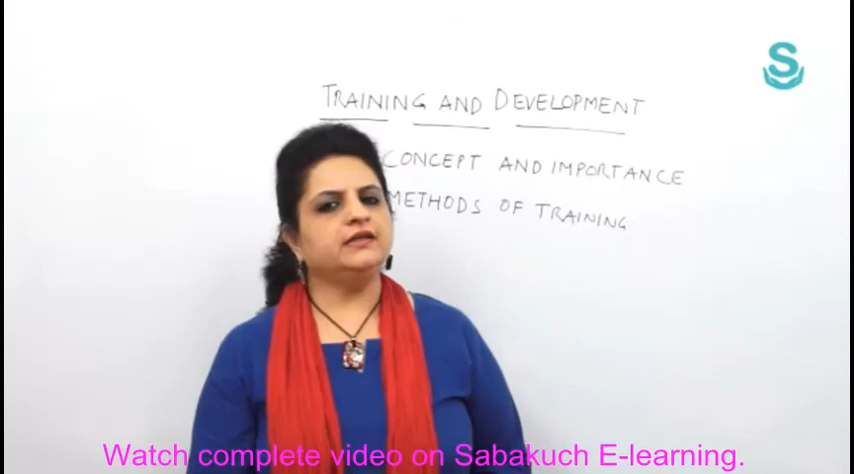 S
TRAINING AND DEVELOPMENT
CONCEPT AND IMPORTANCE
METHODS OF TRAINING
Watch complete video on Sabakuch E-learning.